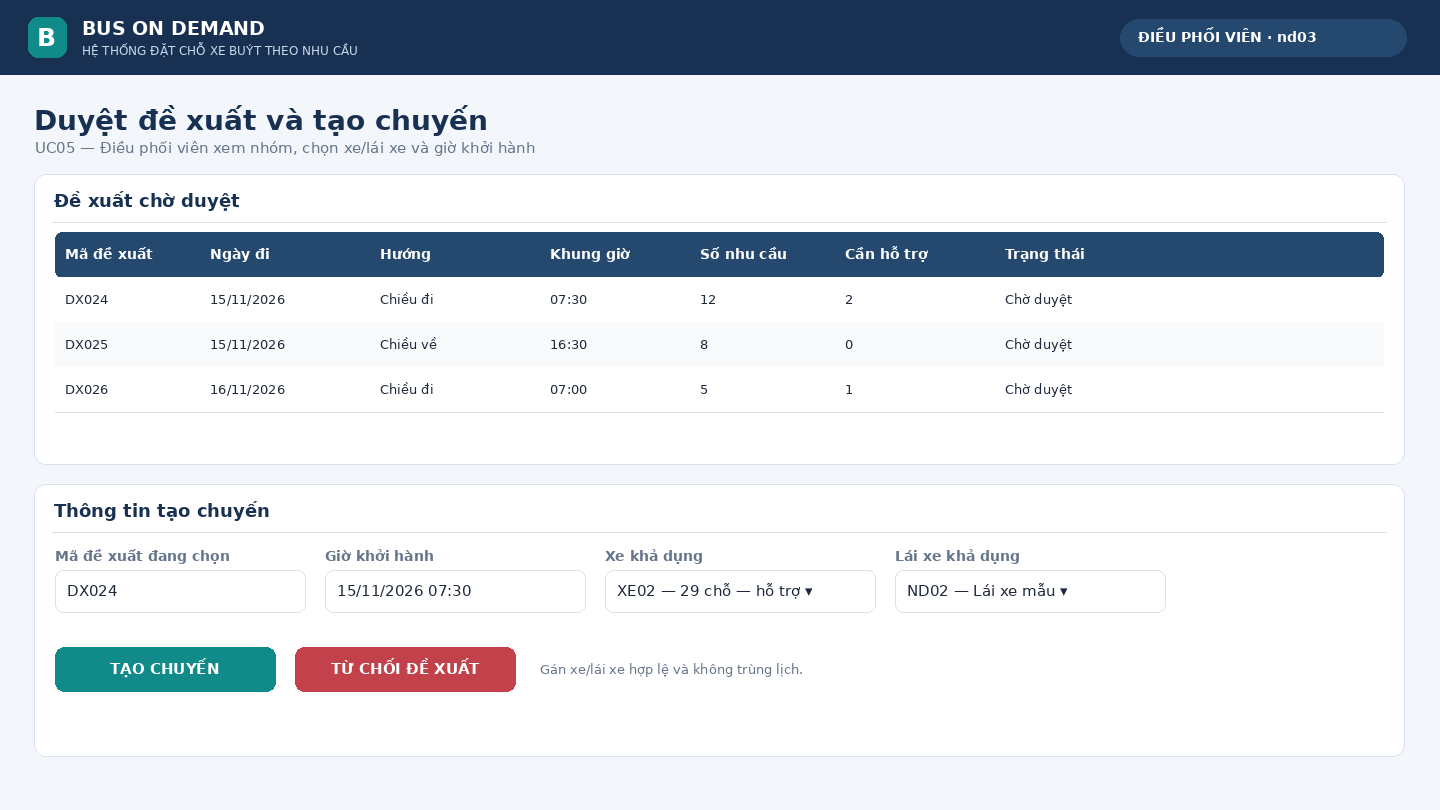 B
BUS ON DEMAND
HỆ THỐNG ĐẶT CHỖ XE BUÝT THEO NHU CẦU
ĐIỀU PHỐI VIÊN · nd03
Duyệt đề xuất và tạo chuyến
UC05 — Điều phối viên xem nhóm, chọn xe/lái xe và giờ khởi hành
Đề xuất chờ duyệt
Mã đề xuất Ngày đi Hướng Khung giờ Số nhu cầu Cần hỗ trợ Trạng thái
DX024 15/11/2026 Chiều đi 07:30 12 2 Chờ duyệt
DX025 15/11/2026 Chiều về 16:30 8 0 Chờ duyệt
DX026 16/11/2026 Chiều đi 07:00 5 1 Chờ duyệt
Thông tin tạo chuyến
Mã đề xuất đang chọn Giờ khởi hành Xe khả dụng Lái xe khả dụng
DX024 15/11/2026 07:30 XE02 — 29 chỗ — hỗ trợ ▾ ND02 — Lái xe mẫu ▾
TẠO CHUYẾN TỪ CHỐI ĐỀ XUẤT Gán xe/lái xe hợp lệ và không trùng lịch.